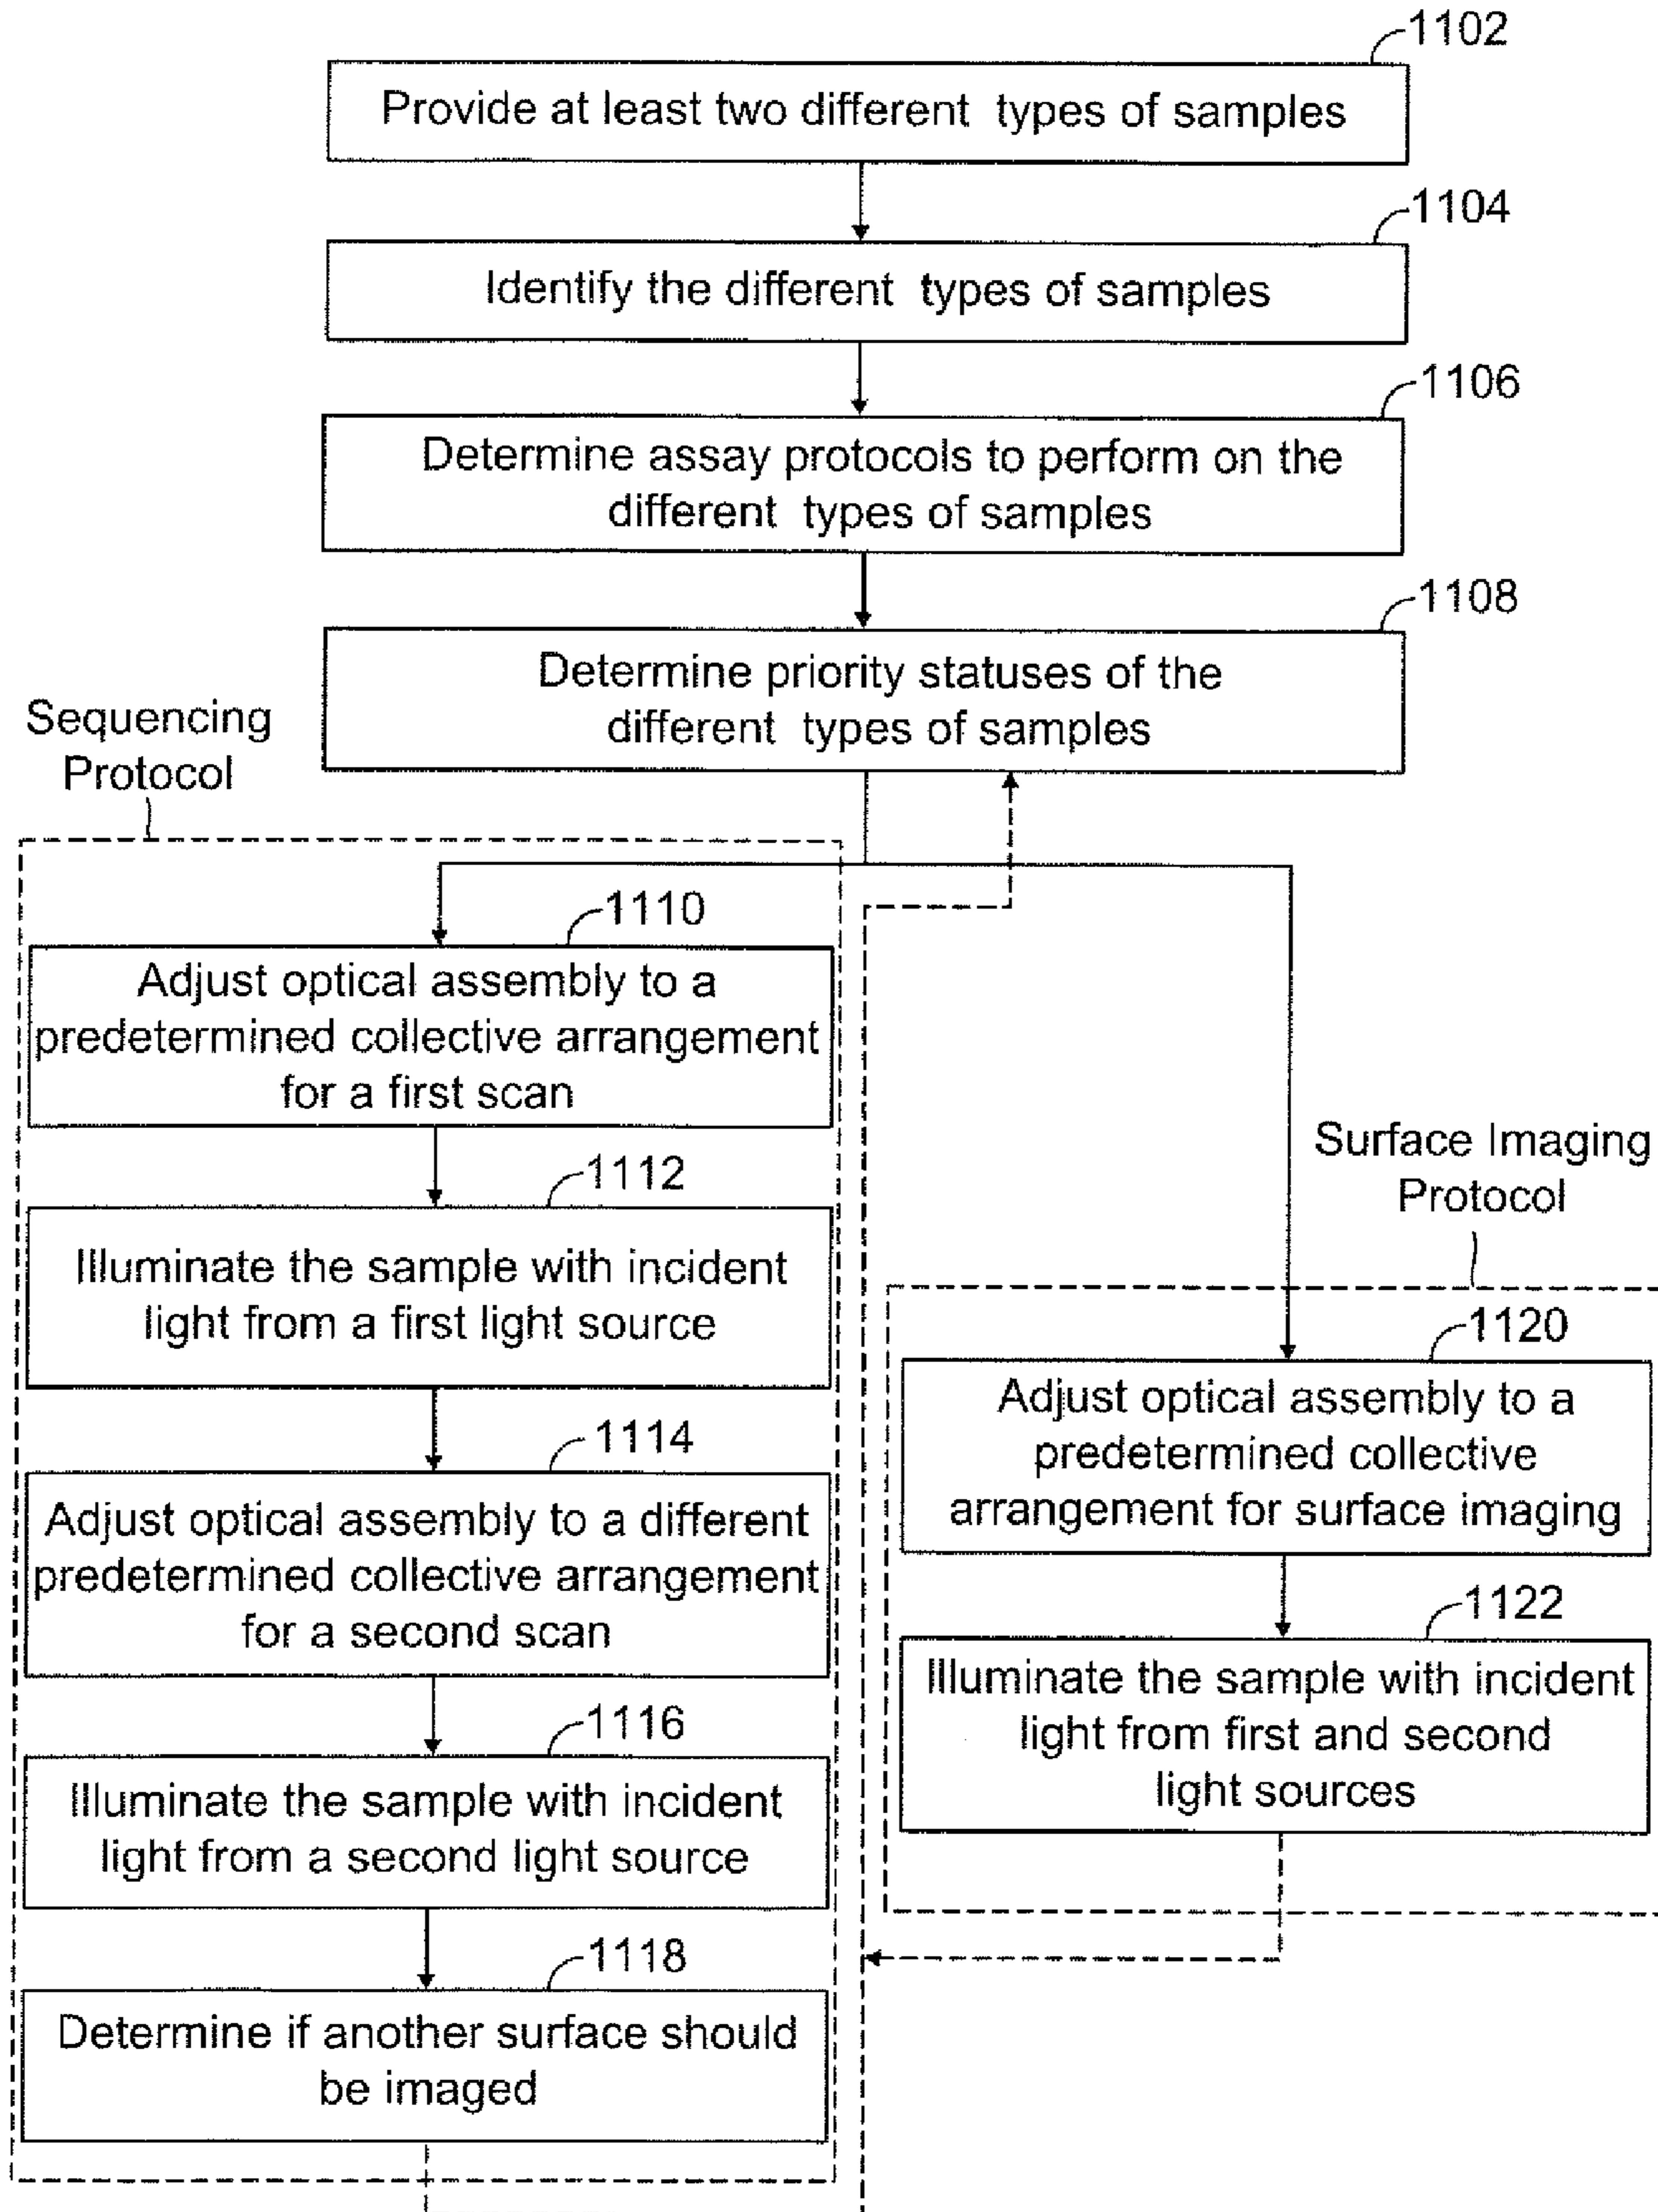 1102
Provide at least two different types of samples
1104
Identify the different types of samples
1106
Determine assay protocols to perform on the
different types of samples
1108
Determine priority statuses of the
different types of samples
Sequencing
Protocol
1110
Adjust optical assembly to a
predetermined collective arrangement
for a first scan
1112
Illuminate the sample with incident
light from a first light source
1114
Adjust optical assembly to a different
predetermined collective arrangement
for a second scan
1116
Illuminate the sample with incident
light from a second light source
1118
Determine if another surface should
be imaged
Surface Imaging
Protocol
1120
Adjust optical assembly to a
predetermined collective
arrangement for surface imaging
1122
Illuminate the sample with incident
light from first and second
light sources